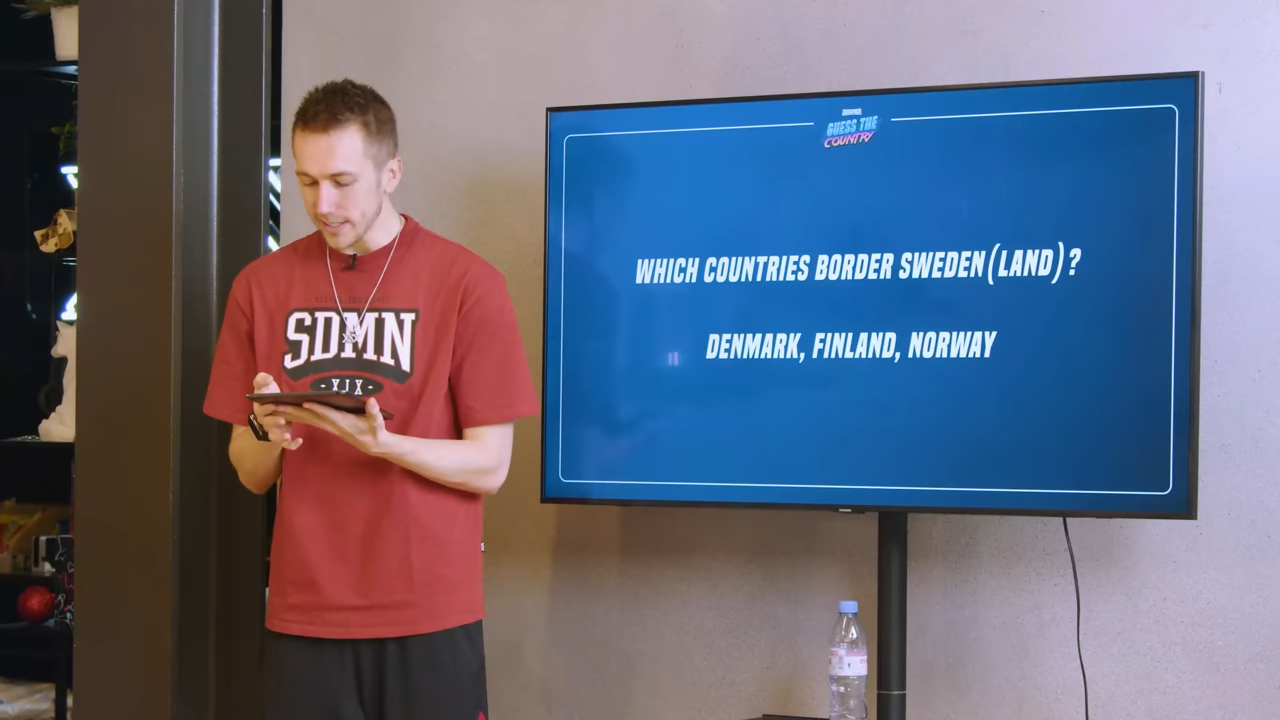 GUESS THE
COUNTRY
WHICH COUNTRIES BORDER SWEDEN (LAND)?
DENMARK, FINLAND, NORWAY
SDMN
- XIX -